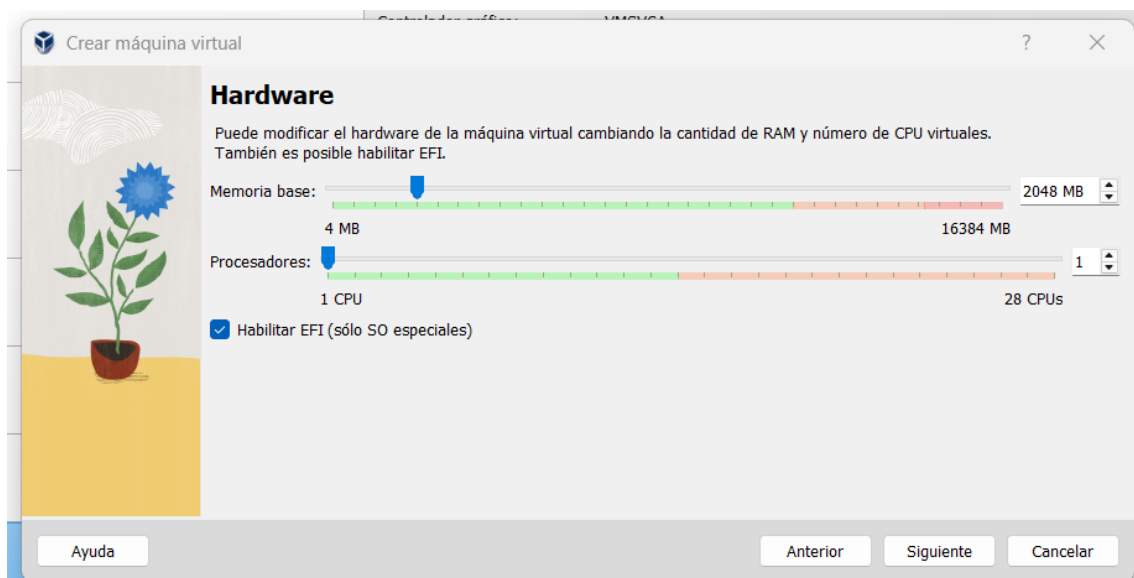 Crear máquina virtual
?
Hardware
Puede modificar el hardware de la máquina virtual cambiando la cantidad de RAM y número de CPU virtuales.
También es posible habilitar EFI.
Memoria base:
2048 MB
4 MB
16384 MB
Procesadores:
1
1 CPU
28 CPUs
Habilitar EFI (sólo SO especiales)
Ayuda
Anterior
Siguiente
Cancelar